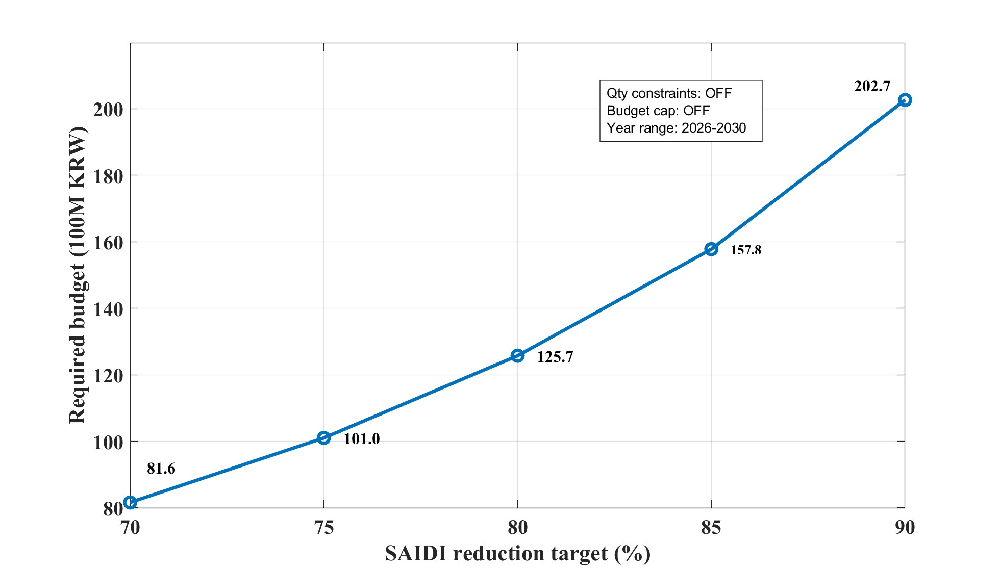 202.7
Qty constraints: OFF
Budget cap: OFF
Year range: 2026-2030
200
180
160
157.8
140
125.7
120
101.0
100
81.6
80
Required budget (100M KRW)
70 75 80 85 90
SAIDI reduction target (%)